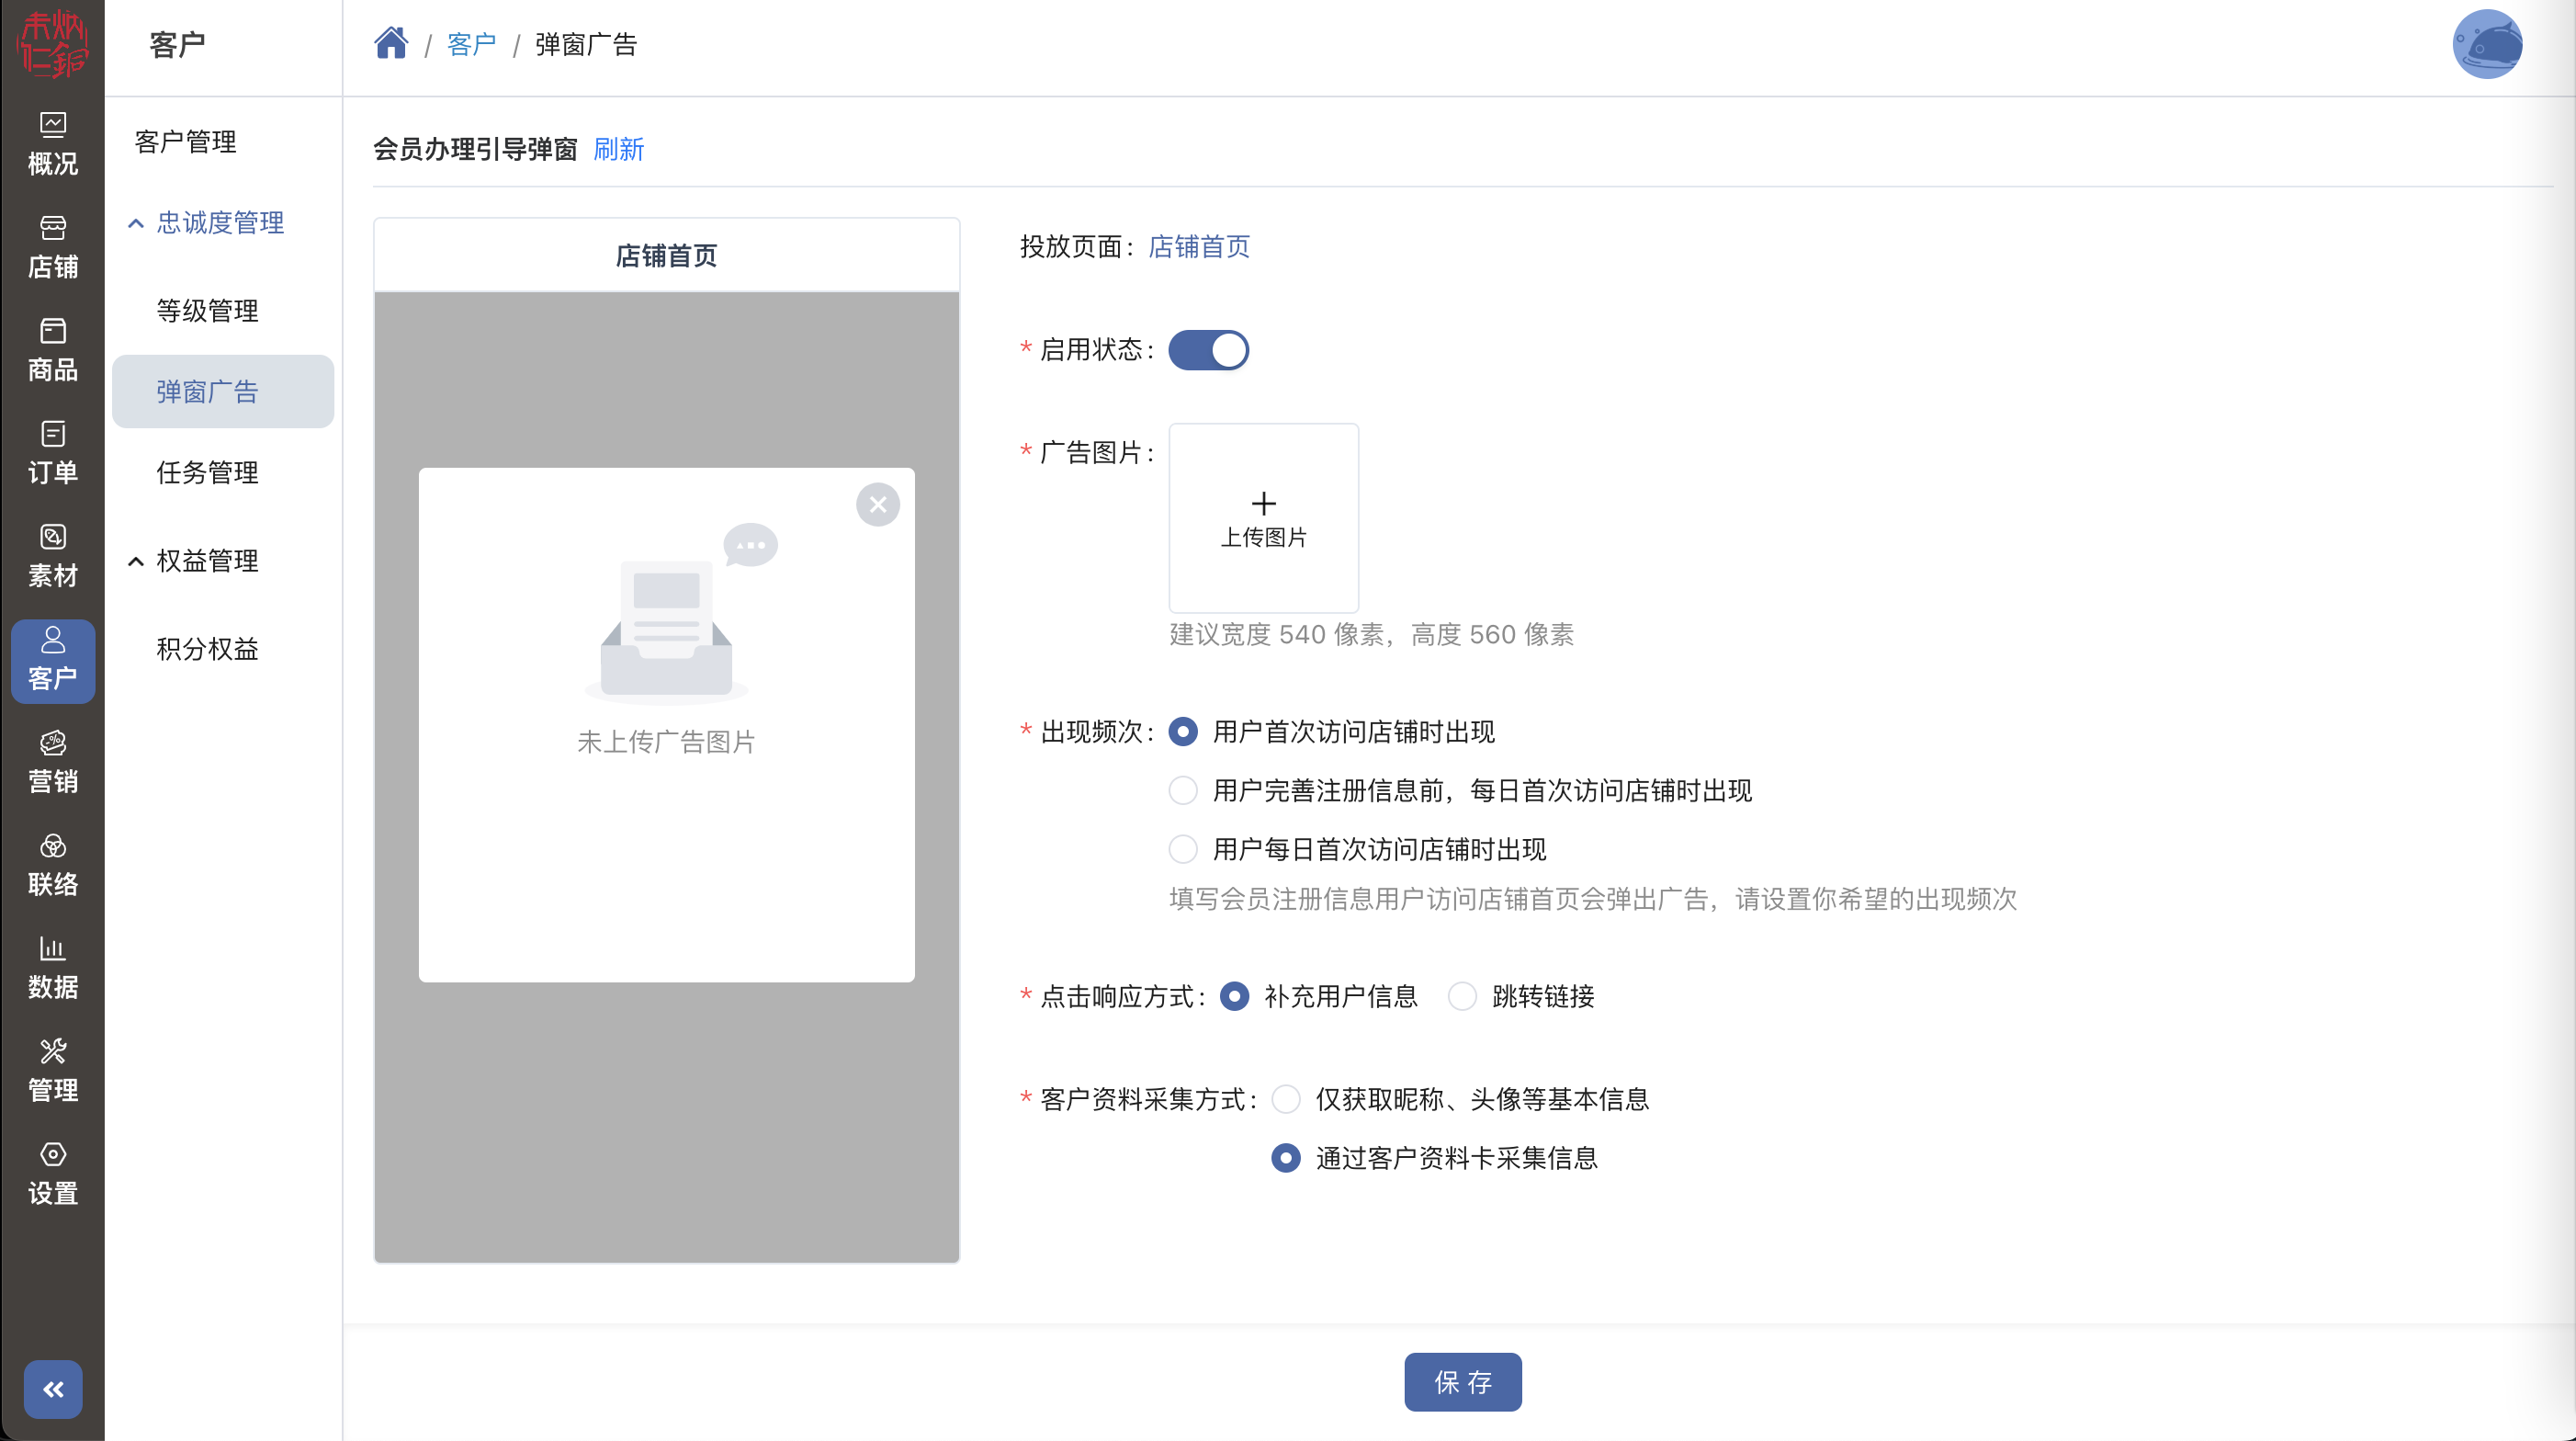 客户
/ 客户 / 弹窗广告
概况
店铺
商品
订单
素材
客户
营销
联络
数据
管理
设置
客户管理
忠诚度管理
等级管理
弹窗广告
任务管理
权益管理
积分权益
会员办理引导弹窗 刷新
店铺首页
未上传广告图片
投放页面： 店铺首页
* 启用状态：
* 广告图片：
上传图片
建议宽度 540 像素，高度 560 像素
* 出现频次： 用户首次访问店铺时出现
用户完善注册信息前，每日首次访问店铺时出现
用户每日首次访问店铺时出现
填写会员注册信息用户访问店铺首页会弹出广告，请设置你希望的出现频次
* 点击响应方式： 补充用户信息 跳转链接
* 客户资料采集方式： 仅获取昵称、头像等基本信息
通过客户资料卡采集信息
保 存